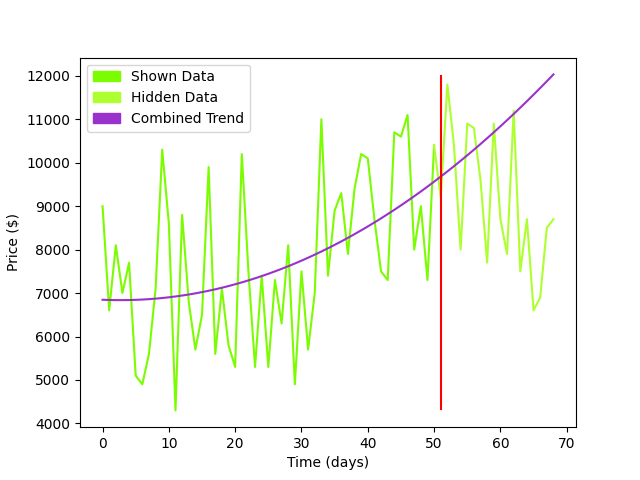 Shown Data
Hidden Data
Combined Trend
12000
11000
10000
9000
8000
7000
6000
5000
4000
Price ($)
0 10 20 30 40 50 60 70
Time (days)